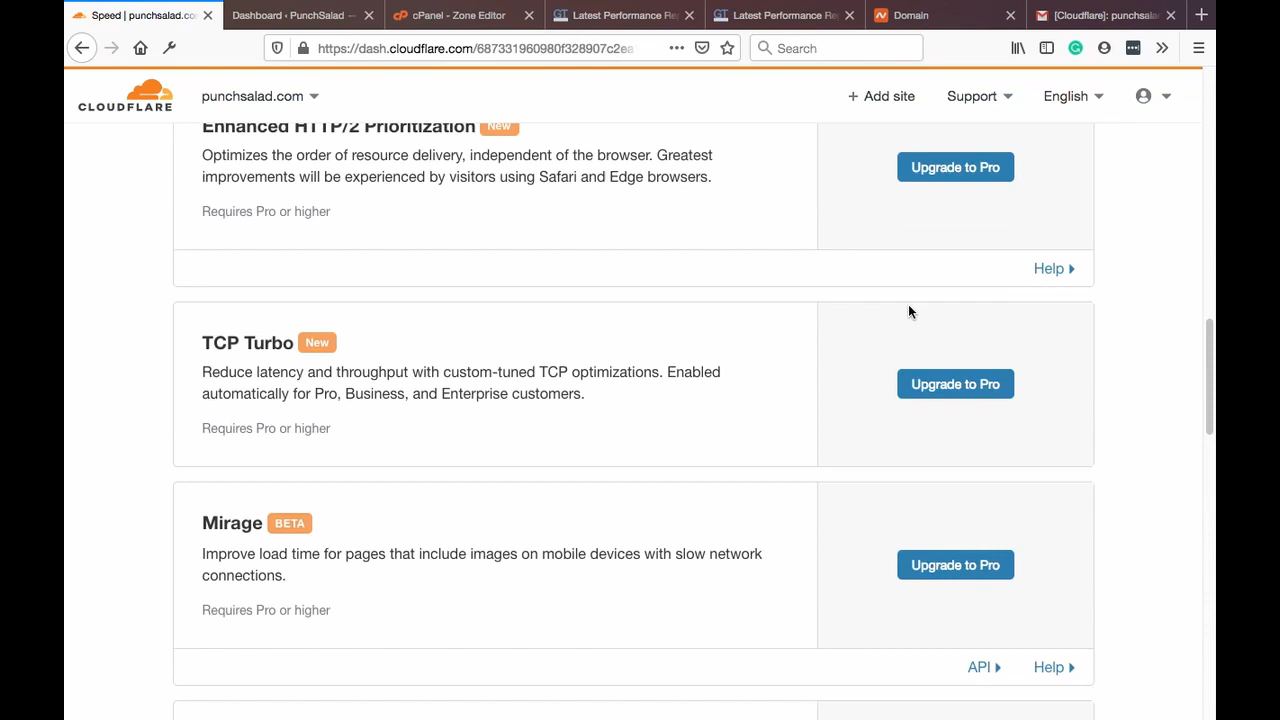 Speed | punchsalad.co
Dashboard ‹ PunchSalad —
cPanel - Zone Editor
Latest Performance Re
Latest Performance Re
Domain
[Cloudflare]: punchsala
https://dash.cloudflare.com/687331960980f328907c2ea
Search
CLOUDFLARE
punchsalad.com
+ Add site
Support
English
Enhanced HTTP/2 Prioritization New
Optimizes the order of resource delivery, independent of the browser. Greatest
improvements will be experienced by visitors using Safari and Edge browsers.
Requires Pro or higher
Upgrade to Pro
Help
TCP Turbo New
Reduce latency and throughput with custom-tuned TCP optimizations. Enabled
automatically for Pro, Business, and Enterprise customers.
Requires Pro or higher
Upgrade to Pro
Mirage BETA
Improve load time for pages that include images on mobile devices with slow network
connections.
Requires Pro or higher
Upgrade to Pro
API
Help